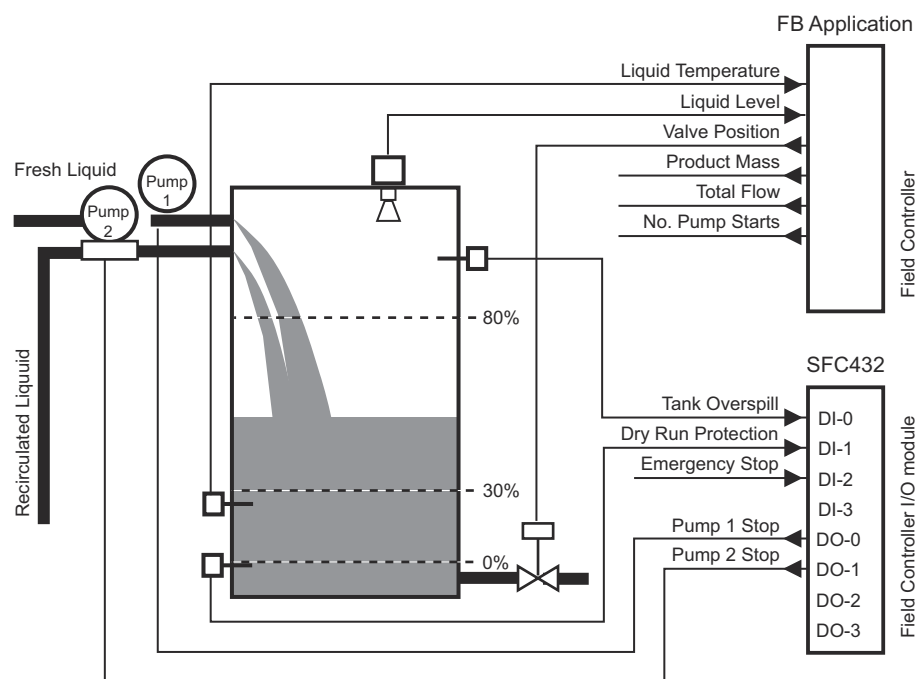 FB Application
Liquid Temperature
Liquid Level
Valve Position
Product Mass
Total Flow
No. Pump Starts
Field Controller
Fresh Liquid
Pump
1
Pump
2
Recirculated Liquuid
80%
30%
0%
SFC432
Tank Overspill
Dry Run Protection
Emergency Stop
Pump 1 Stop
Pump 2 Stop
DI-0
DI-1
DI-2
DI-3
DO-0
DO-1
DO-2
DO-3
Field Controller I/O module